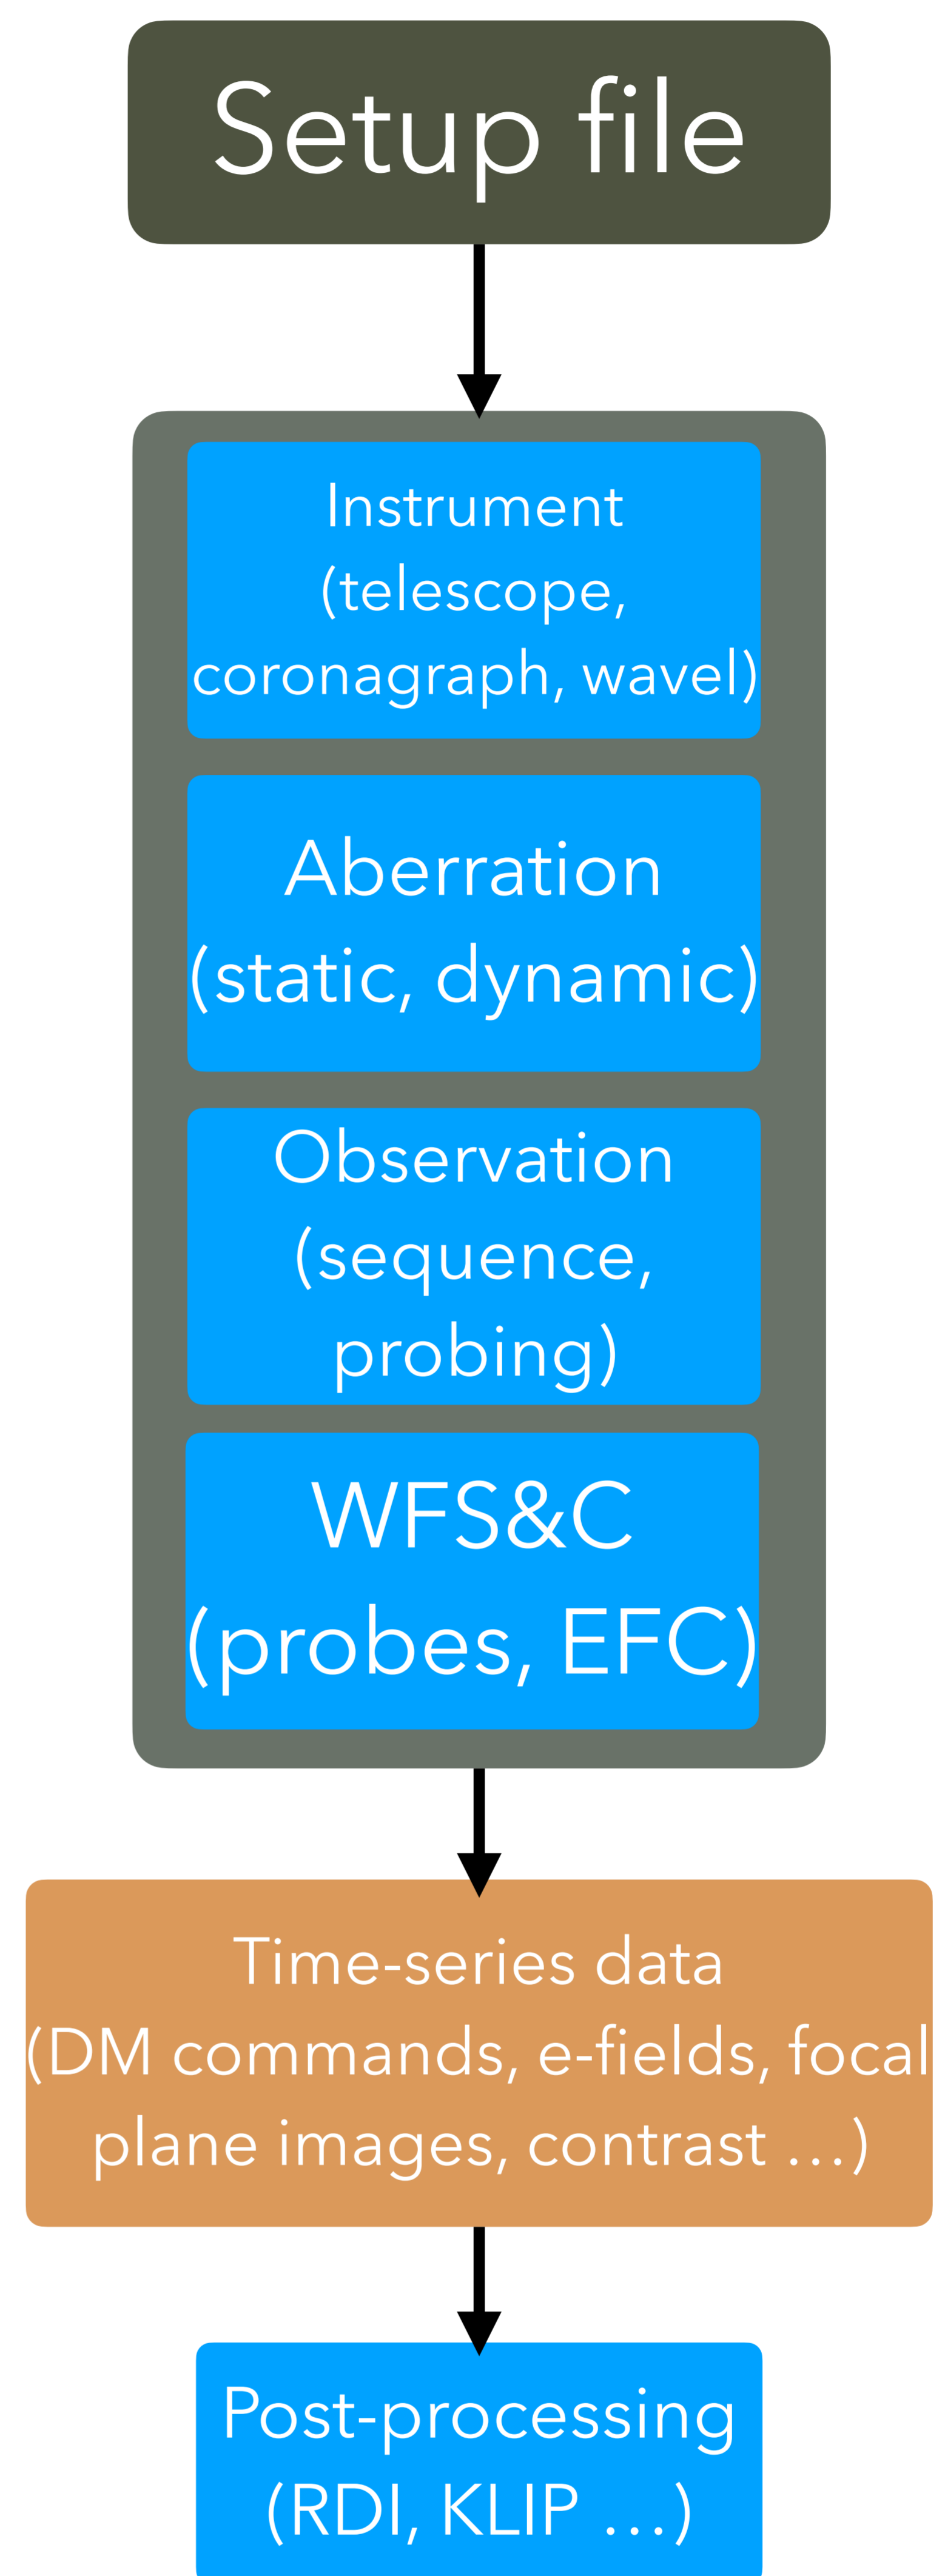 Setup file
Instrument
(telescope,
coronagraph, wavel)
Aberration
(static, dynamic)
Observation
(sequence,
probing)
WFS&C
(probes, EFC)
Time-series data
(DM commands, e-fields, focal
plane images, contrast …)
Post-processing
(RDI, KLIP …)